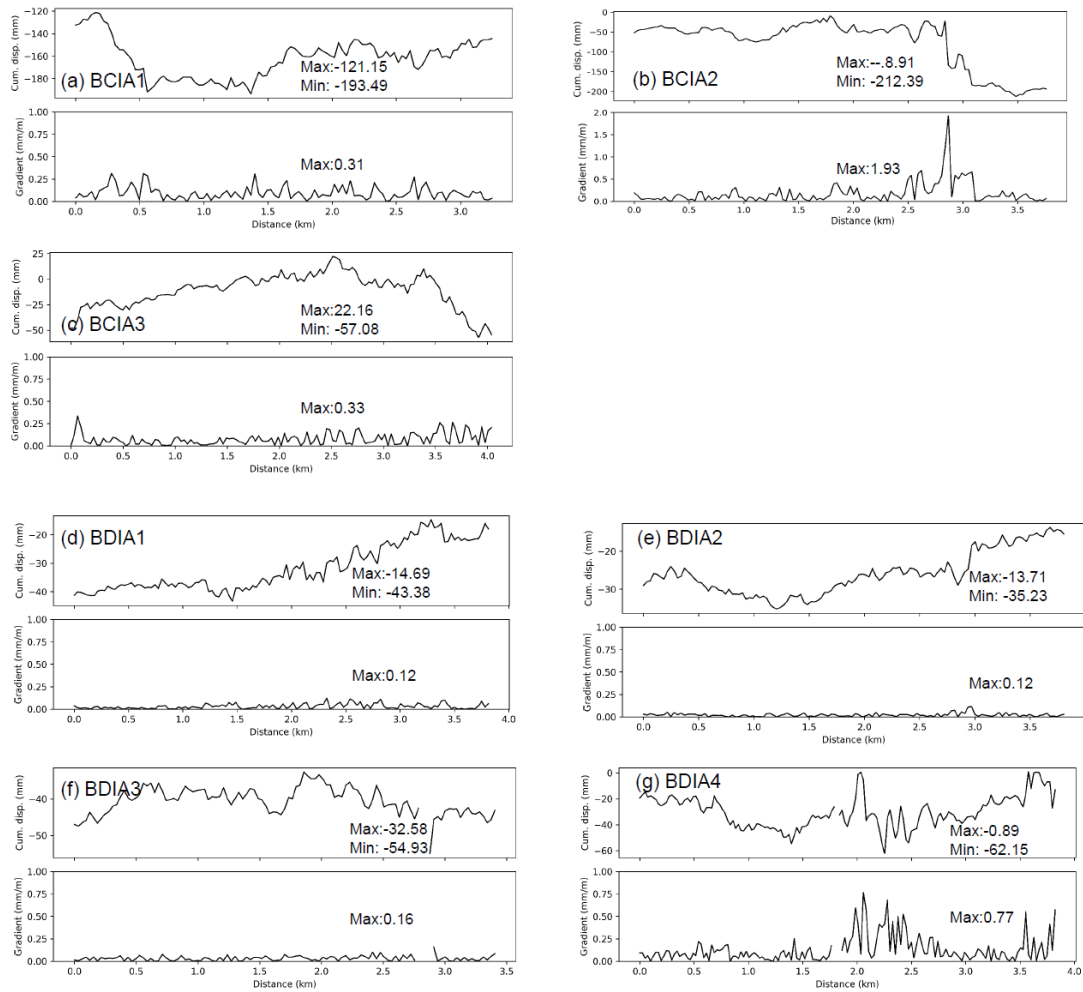 Cum. disp. (mm)
−120
−140
−160
−180
(a) BCIA1
Max:-121.15
Min: -193.49
Gradient (mm/m)
1.00
0.75
0.50
0.25
0.00
Max:0.31
0.0 0.5 1.0 1.5 2.0 2.5 3.0
Distance (km)
Cum. disp. (mm)
0
−50
−100
−150
−200
(b) BCIA2
Max:--.8.91
Min: -212.39
Gradient (mm/m)
2.0
1.5
1.0
0.5
0.0
Max:1.93
0.0 0.5 1.0 1.5 2.0 2.5 3.0 3.5
Distance (km)
Cum. disp. (mm)
25
0
−25
−50
(c) BCIA3
Max:22.16
Min: -57.08
Gradient (mm/m)
1.00
0.75
0.50
0.25
0.00
Max:0.33
0.0 0.5 1.0 1.5 2.0 2.5 3.0 3.5 4.0
Distance (km)
Cum. disp. (mm)
−20
−30
−40
(d) BDIA1
Max:-14.69
Min: -43.38
Gradient (mm/m)
1.00
0.75
0.50
0.25
0.00
Max:0.12
0.0 0.5 1.0 1.5 2.0 2.5 3.0 3.5 4.0
Distance (km)
Cum. disp. (mm)
−20
−30
(e) BDIA2
Max:-13.71
Min: -35.23
Gradient (mm/m)
1.00
0.75
0.50
0.25
0.00
Max:0.12
0.0 0.5 1.0 1.5 2.0 2.5 3.0 3.5
Distance (km)
Cum. disp. (mm)
−40
−50
(f) BDIA3
Max:-32.58
Min: -54.93
Gradient (mm/m)
1.00
0.75
0.50
0.25
0.00
Max:0.16
0.0 0.5 1.0 1.5 2.0 2.5 3.0 3.5
Distance (km)
Cum. disp. (mm)
0
−20
−40
−60
(g) BDIA4
Max:-0.89
Min: -62.15
Gradient (mm/m)
1.00
0.75
0.50
0.25
0.00
Max:0.77
0.0 0.5 1.0 1.5 2.0 2.5 3.0 3.5 4.0
Distance (km)